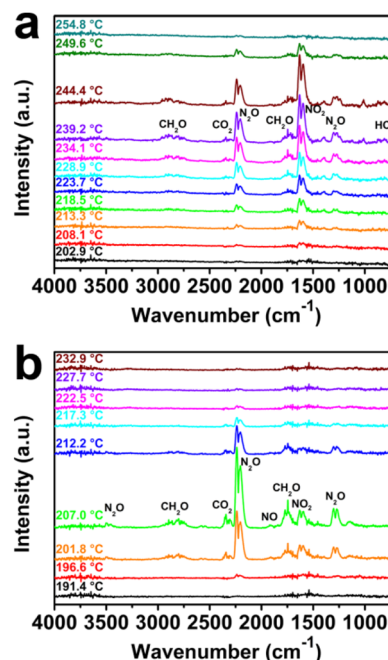 a
254.8 °C
249.6 °C
244.4 °C
239.2 °C
234.1 °C
228.9 °C
223.7 °C
218.5 °C
213.3 °C
208.1 °C
202.9 °C
CH₂O
CO₂
N₂O
CH₂O
NO₂
N₂O
Intensity (a.u.)
4000 3500 3000 2500 2000 1500 1000
Wavenumber (cm⁻¹)
b
232.9 °C
227.7 °C
222.5 °C
217.3 °C
212.2 °C
207.0 °C
201.8 °C
196.6 °C
191.4 °C
N₂O
CH₂O
CO₂
N₂O
NO
CH₂O
NO₂
N₂O
Intensity (a.u.)
4000 3500 3000 2500 2000 1500 1000
Wavenumber (cm⁻¹)